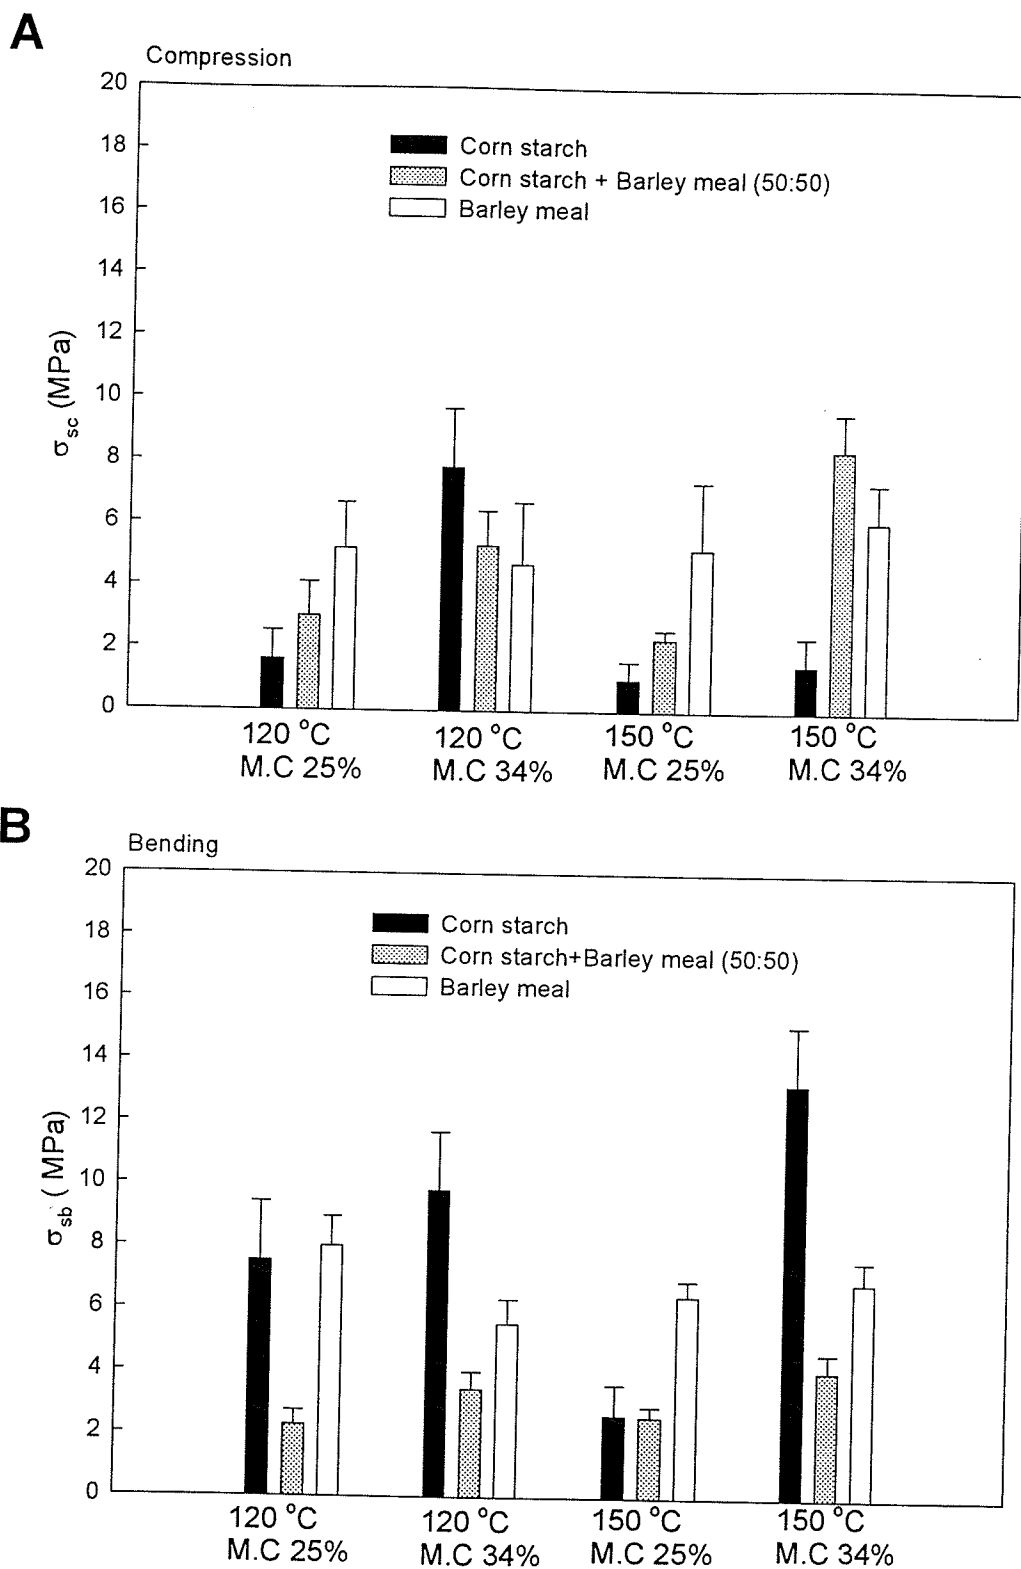 A
Compression
20
18
16
14
12
10
8
6
4
2
0
σsc (MPa)
Corn starch
Corn starch + Barley meal (50:50)
Barley meal
120 °C 120 °C 150 °C 150 °C
M.C 25% M.C 34% M.C 25% M.C 34%
B
Bending
20
18
16
14
12
10
8
6
4
2
0
σsb ( MPa)
Corn starch
Corn starch+Barley meal (50:50)
Barley meal
120 °C 120 °C 150 °C 150 °C
M.C 25% M.C 34% M.C 25% M.C 34%